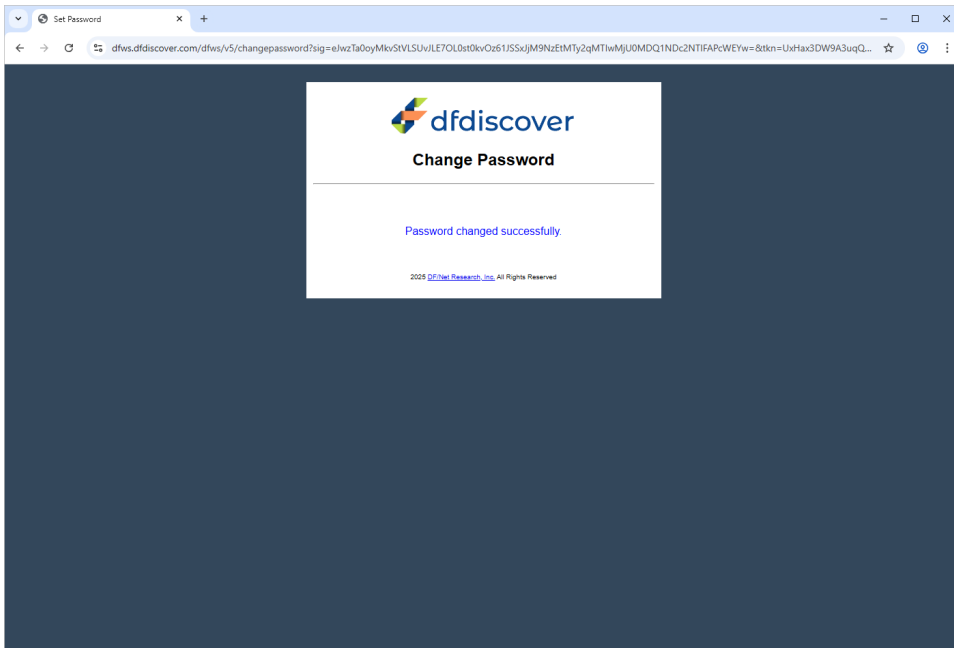 Set Password
dfws.dfdiscover.com/dfws/v5/changepassword?sig=eJwzTa0oyMkvStVLSUvJLE7OL0st0kvOz61JSSxJjM9NzEtMTy2qMTIwMjU0MDQ1NDc2NTIFAPcWEYw=&tkn=UxHax3DW9A3uqQ...
dfdiscover
Change Password
Password changed successfully.
2025 DF/Net Research, Inc. All Rights Reserved